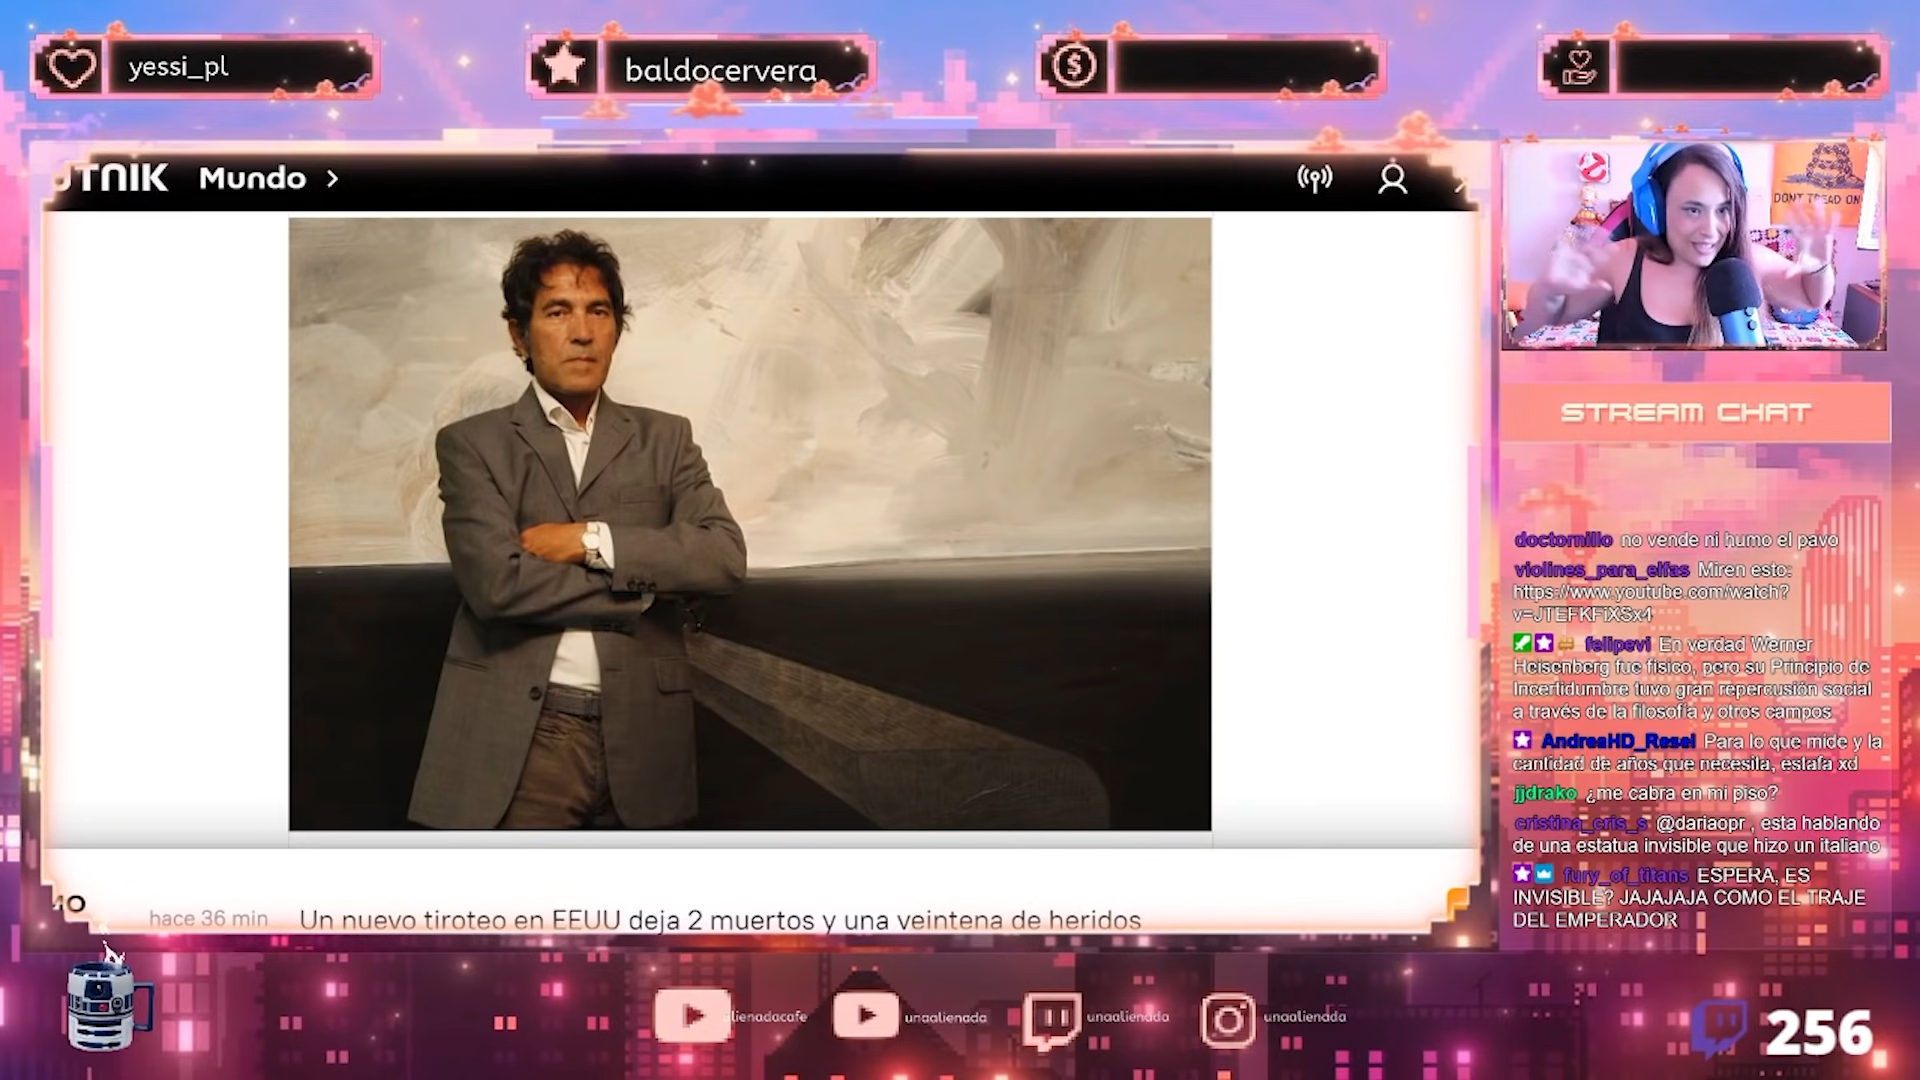 yessi_pl
baldocervera
UTNIK Mundo
DON'T TREAD ON
STREAM CHAT
doctornillo no vende ni humo el pavo
violines_para_elfas Miren esto:
https://www.youtube.com/watch?
v=JTEFKFiXSx4
felipevi En verdad Werner
Heisenberg fue físico, pero su Principio de
Incertidumbre tuvo gran repercusión social
a través de la filosofía y otros campos
AndreaHD_Resel Para lo que mide y la
cantidad de años que necesita, estafa xd
jjdrako ¿me cabra en mi piso?
cristina_cris_s @dariaopr , esta hablando
de una estatua invisible que hizo un italiano
fury_of_titans ESPERA, ES
INVISIBLE? JAJAJAJA COMO EL TRAJE
DEL EMPERADOR
hace 36 min Un nuevo tiroteo en EEUU deja 2 muertos y una veintena de heridos
lienadacafe
unaalienada
unaalienada
unaalienada
256